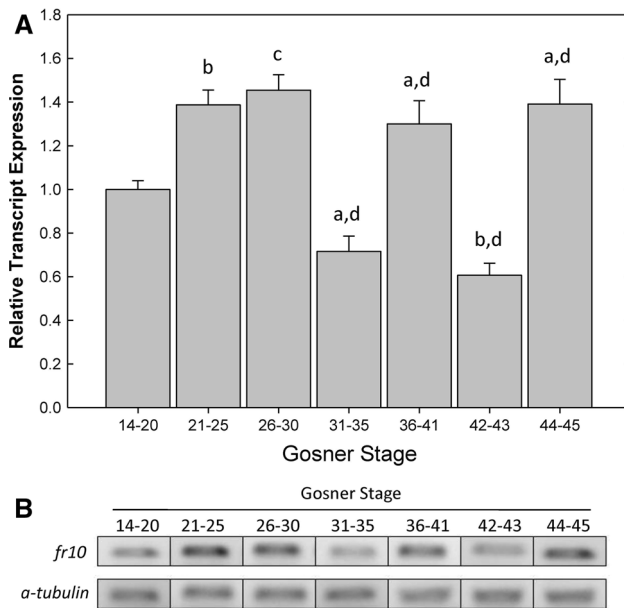 A
Relative Transcript Expression
1.8
1.6
1.4
1.2
1.0
0.8
0.6
0.4
0.2
0.0
b
c
a,d
a,d
b,d
a,d
14-20 21-25 26-30 31-35 36-41 42-43 44-45
Gosner Stage
B
Gosner Stage
14-20 21-25 26-30 31-35 36-41 42-43 44-45
fr10
α-tubulin